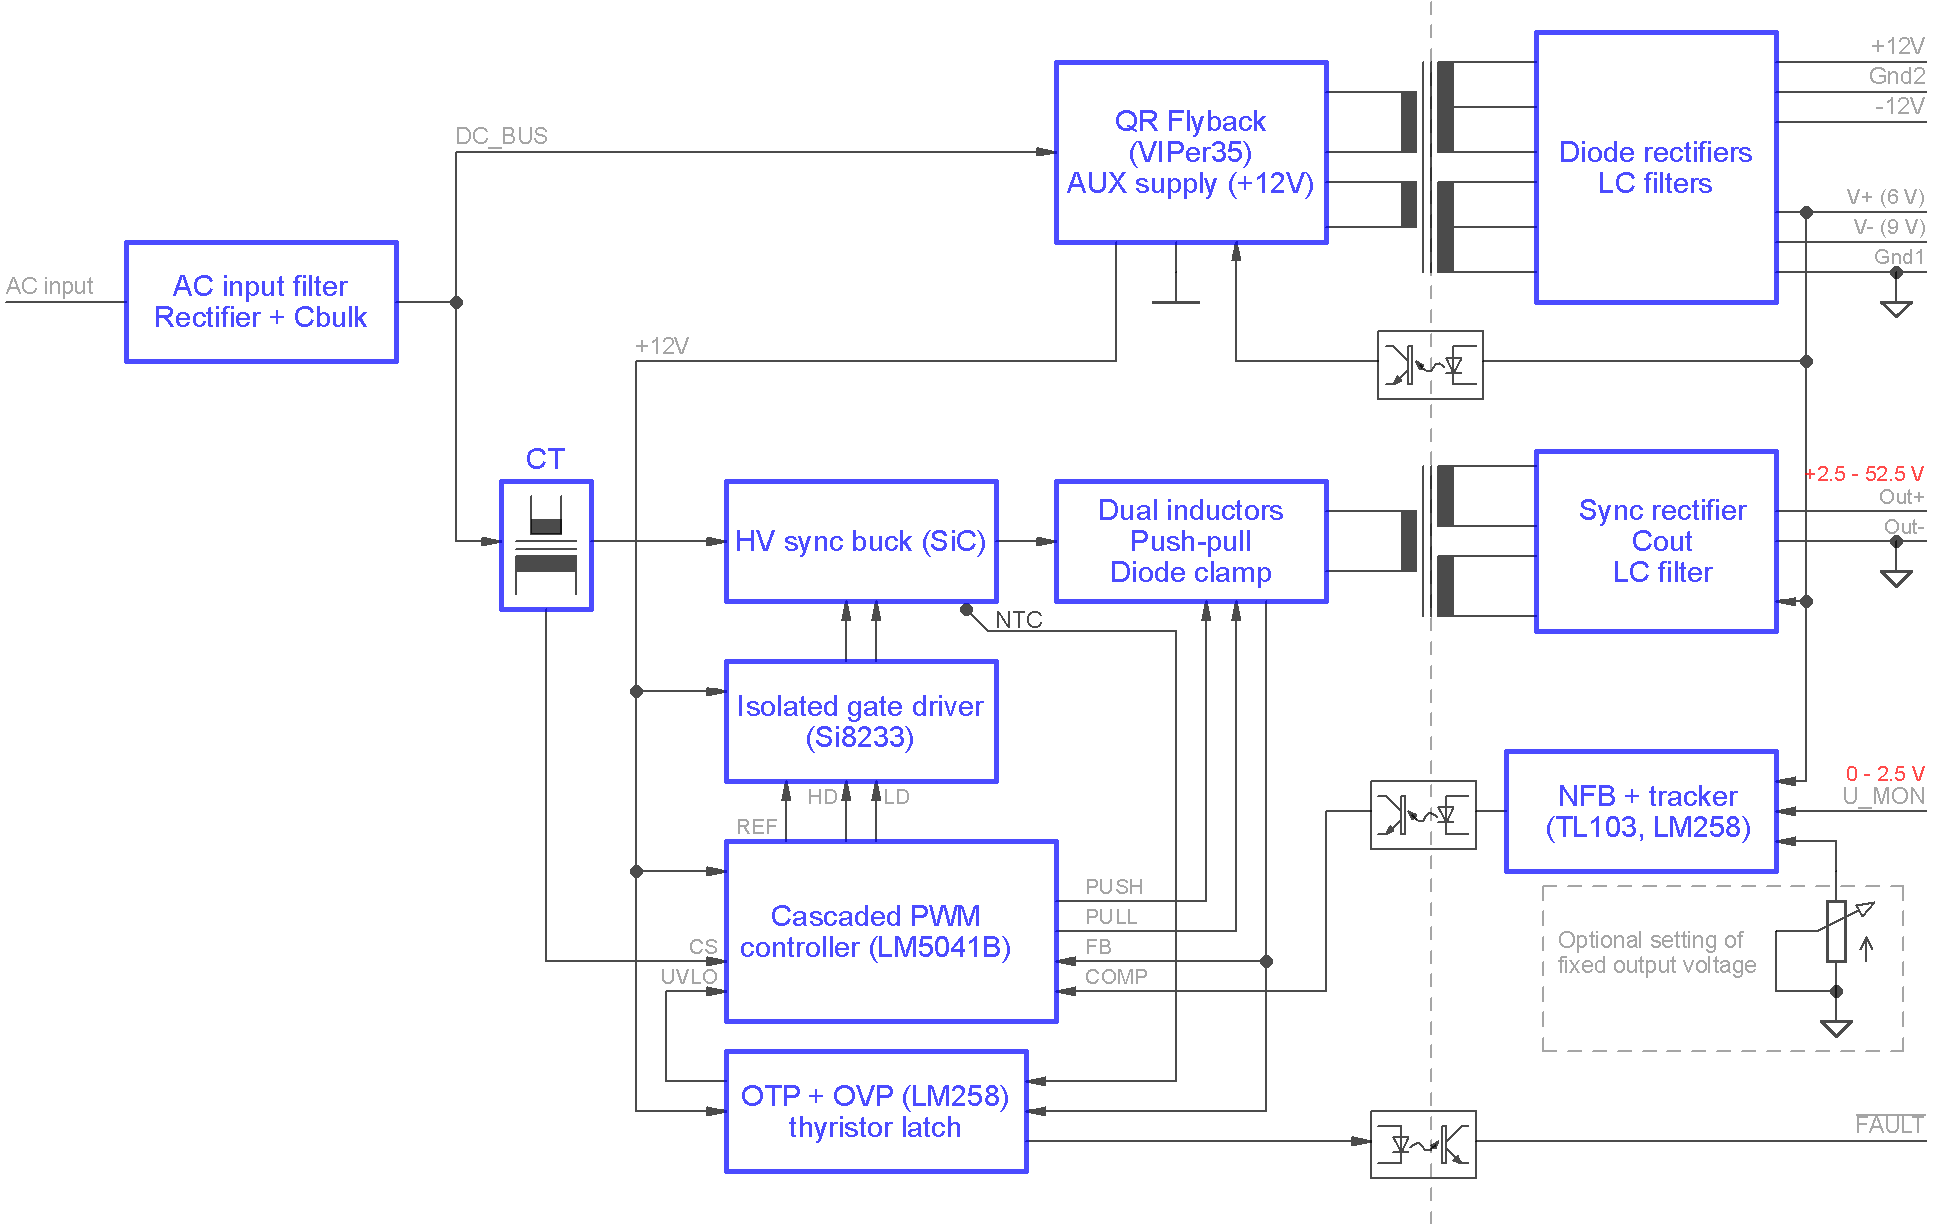 +12V
Gnd2
-12V
QR Flyback
(VIPer35)
AUX supply (+12V)
DC_BUS
Diode rectifiers
LC filters
V+ (6 V)
V- (9 V)
Gnd1
AC input
AC input filter
Rectifier + Cbulk
+12V
CT
+2.5 - 52.5 V
Out+
Out-
HV sync buck (SiC)
Dual inductors
Push-pull
Diode clamp
Sync rectifier
Cout
LC filter
NTC
Isolated gate driver
(Si8233)
HD
LD
REF
0 - 2.5 V
U_MON
NFB + tracker
(TL103, LM258)
PUSH
PULL
FB
COMP
CS
UVLO
Cascaded PWM
controller (LM5041B)
Optional setting of
fixed output voltage
OTP + OVP (LM258)
thyristor latch
FAULT